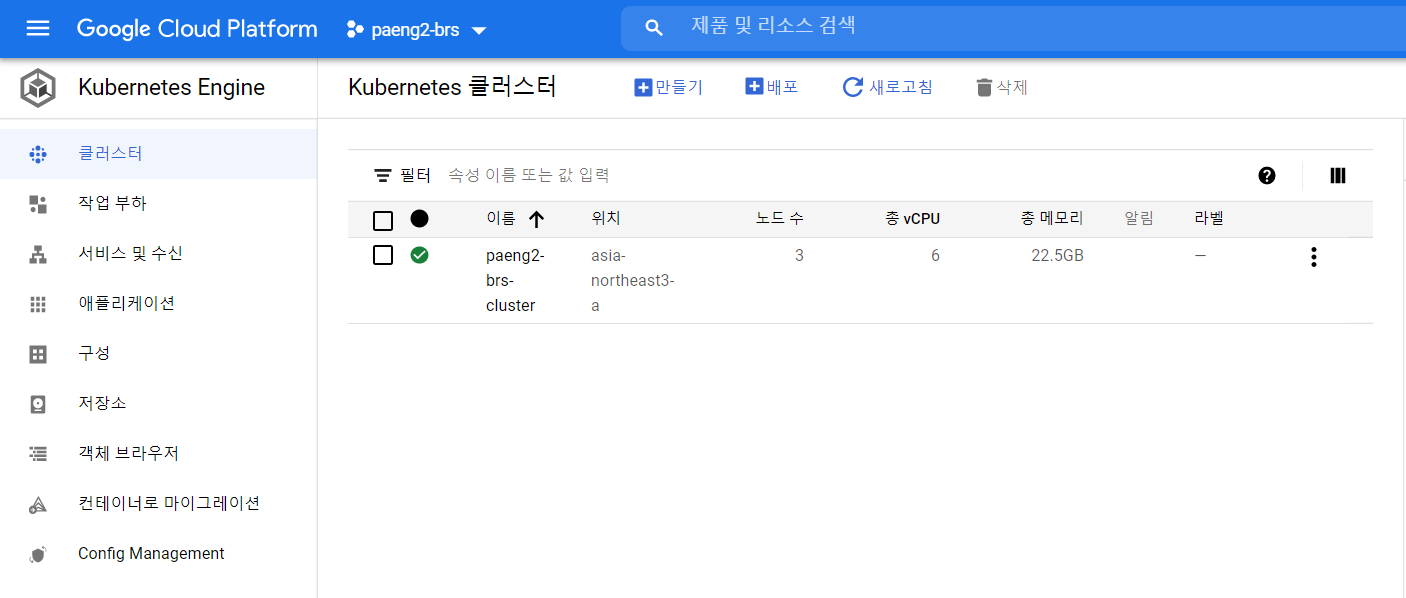 Google Cloud Platform
paeng2-brs
제품 및 리소스 검색
Kubernetes Engine
Kubernetes 클러스터
만들기
배포
새로고침
삭제
클러스터
작업 부하
서비스 및 수신
애플리케이션
구성
저장소
객체 브라우저
컨테이너로 마이그레이션
Config Management
필터 속성 이름 또는 값 입력
이름 위치 노드 수 총 vCPU 총 메모리 알림 라벨
paeng2- asia- 3 6 22.5GB —
brs- northeast3-
cluster a